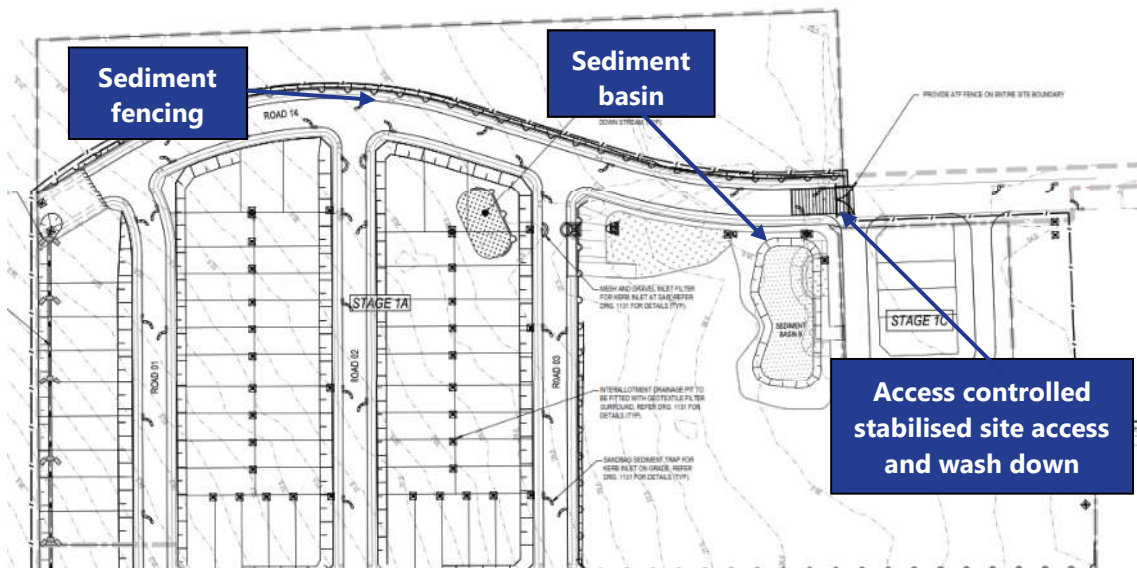 Sediment
fencing
Sediment
basin
PROVIDE ATF FENCE ON ENTIRE SITE BOUNDARY
ROAD 14
DOWN STREAM
MESH AND GRAVEL INLET FILTER
FOR KERB INLET AT SAG, REFER
DRG. 1131 FOR DETAILS (TYP)
STAGE 1A
SEDIMENT
BASIN
STAGE 1C
ROAD 01
ROAD 02
ROAD 03
INTERALLOTMENT DRAINAGE PIT TO
BE FITTED WITH GEOTEXTILE FILTER
SURROUND, REFER DRG. 1131 FOR
DETAILS (TYP).
Access controlled
stabilised site access
and wash down
SANDBAG SEDIMENT TRAP FOR
KERB INLET ON GRADE, REFER
DRG. 1131 FOR DETAILS (TYP)